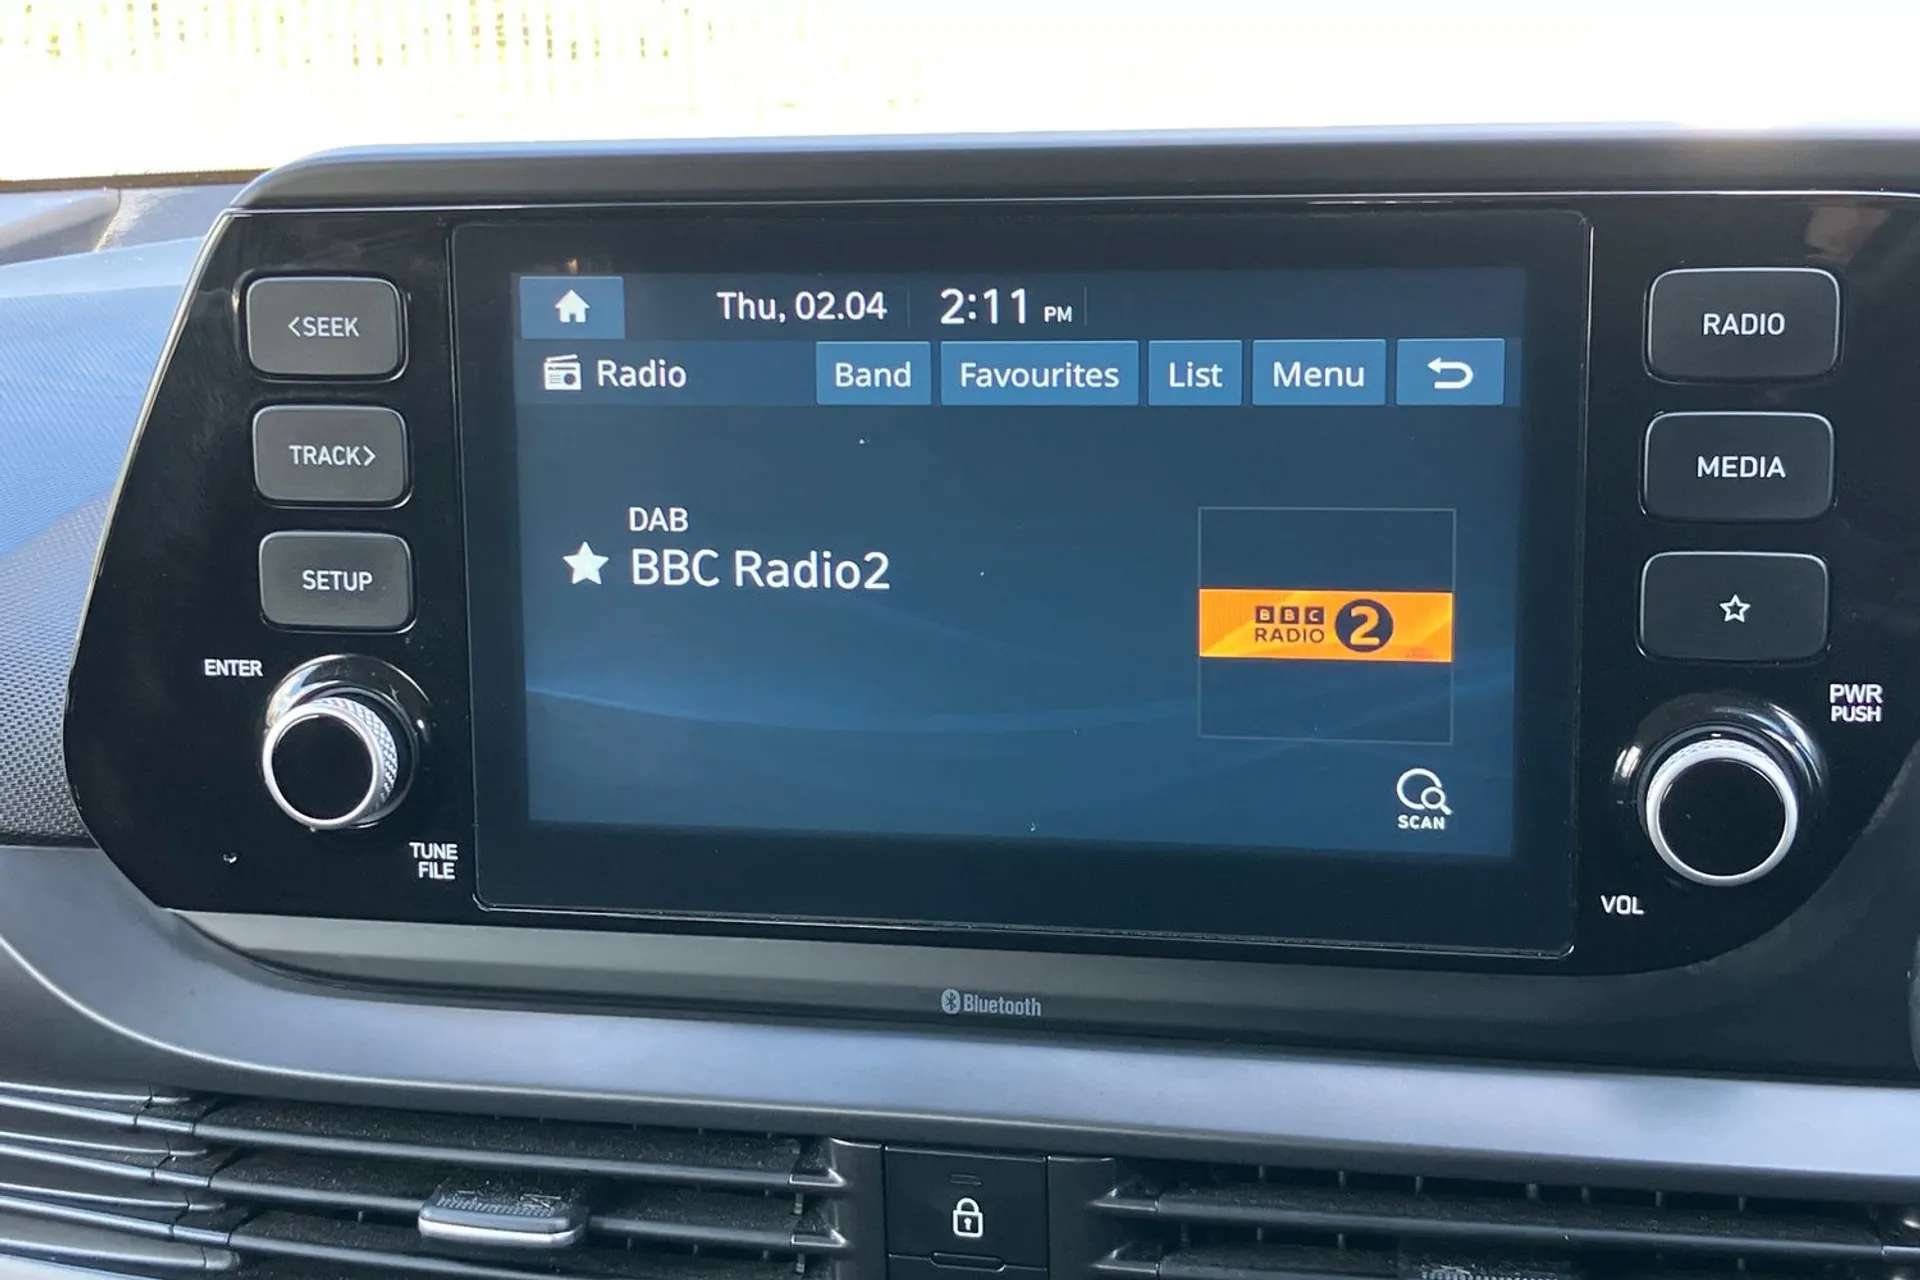 Thu, 02.04 2:11 PM
Radio Band Favourites List Menu
DAB
BBC Radio2
BBC
RADIO 2
SCAN
<SEEK
TRACK>
SETUP
ENTER
TUNE
FILE
RADIO
MEDIA
PWR
PUSH
VOL
Bluetooth